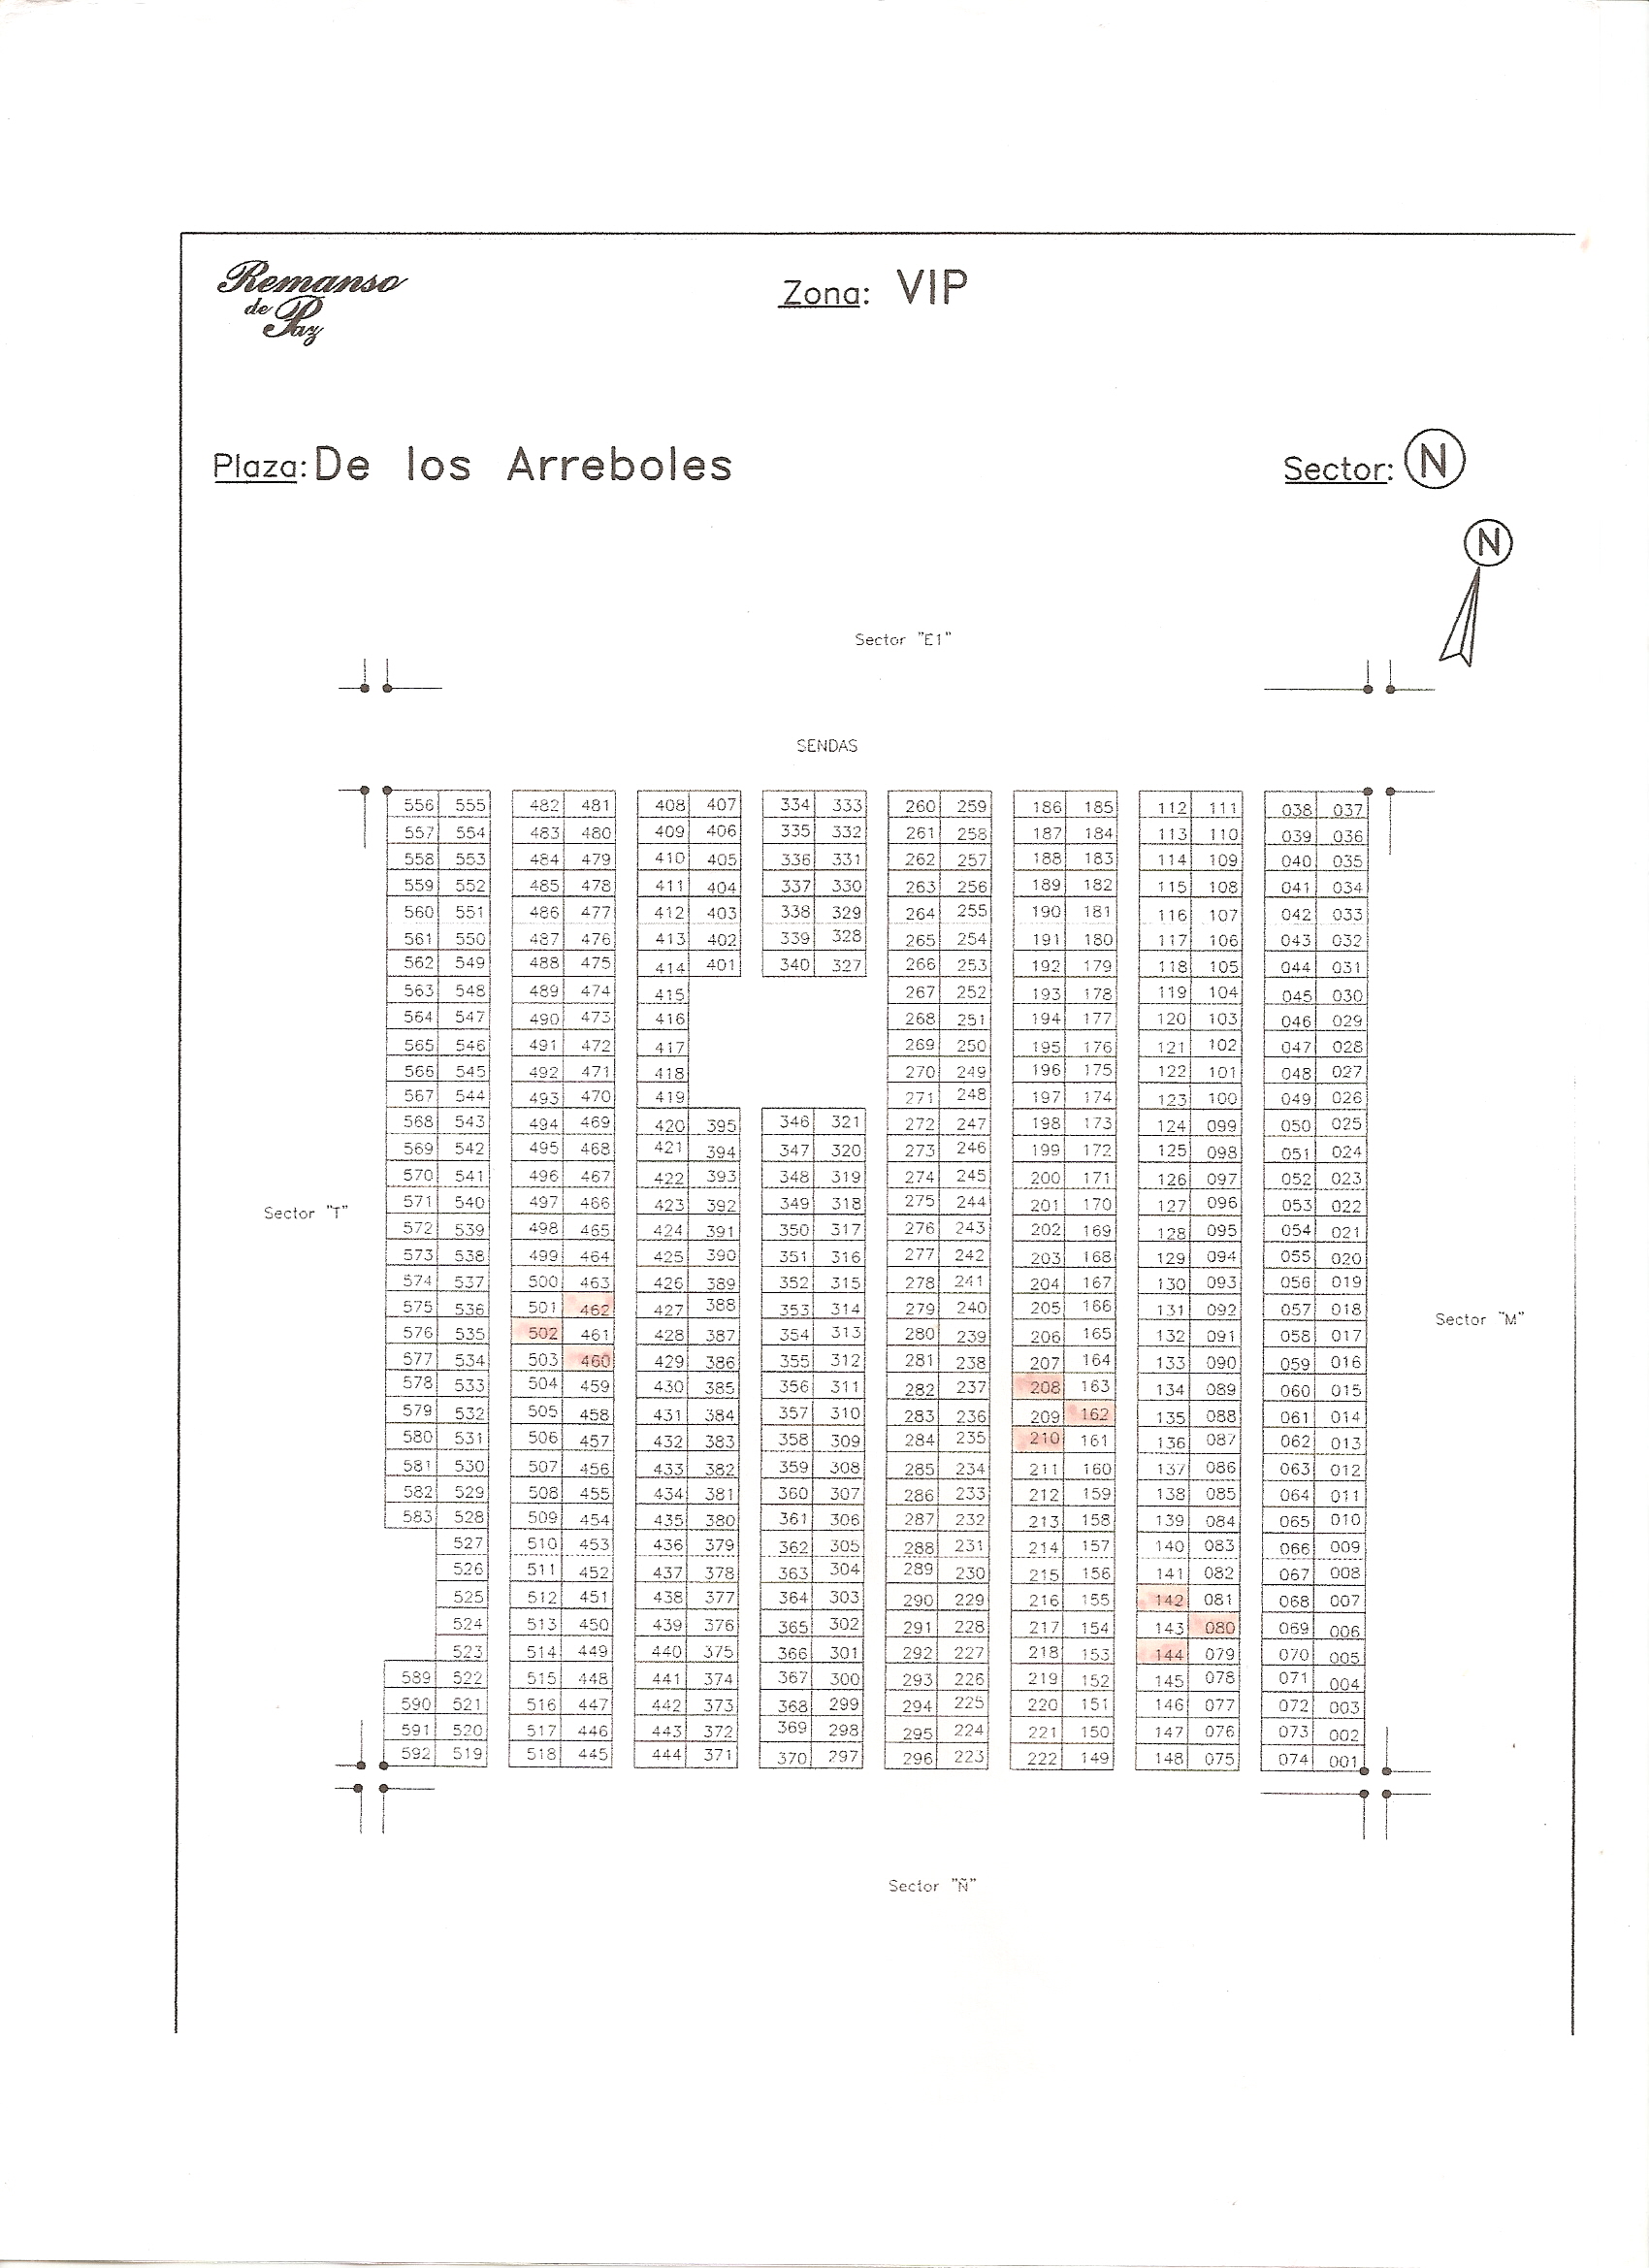 Remanso
de Paz
Zona: VIP
Plaza: De los Arreboles
Sector: N
N
Sector "E1"
SENDAS
556 555 482 481 408 407 334 333 260 259 186 185 112 111 038 037
557 554 483 480 409 406 335 332 261 258 187 184 113 110 039 036
558 553 484 479 410 405 336 331 262 257 188 183 114 109 040 035
559 552 485 478 411 404 337 330 263 256 189 182 115 108 041 034
560 551 486 477 412 403 338 329 264 255 190 181 116 107 042 033
561 550 487 476 413 402 339 328 265 254 191 180 117 106 043 032
562 549 488 475 414 401 340 327 266 253 192 179 118 105 044 031
563 548 489 474 415 267 252 193 178 119 104 045 030
564 547 490 473 416 268 251 194 177 120 103 046 029
565 546 491 472 417 269 250 195 176 121 102 047 028
566 545 492 471 418 270 249 196 175 122 101 048 027
567 544 493 470 419 271 248 197 174 123 100 049 026
568 543 494 469 420 395 346 321 272 247 198 173 124 099 050 025
569 542 495 468 421 394 347 320 273 246 199 172 125 098 051 024
570 541 496 467 422 393 348 319 274 245 200 171 126 097 052 023
571 540 497 466 423 392 349 318 275 244 201 170 127 096 053 022
Sector "T"
572 539 498 465 424 391 350 317 276 243 202 169 128 095 054 021
573 538 499 464 425 390 351 316 277 242 203 168 129 094 055 020
574 537 500 463 426 389 352 315 278 241 204 167 130 093 056 019
575 536 501 462 427 388 353 314 279 240 205 166 131 092 057 018
Sector "M"
576 535 502 461 428 387 354 313 280 239 206 165 132 091 058 017
577 534 503 460 429 386 355 312 281 238 207 164 133 090 059 016
578 533 504 459 430 385 356 311 282 237 208 163 134 089 060 015
579 532 505 458 431 384 357 310 283 236 209 162 135 088 061 014
580 531 506 457 432 383 358 309 284 235 210 161 136 087 062 013
581 530 507 456 433 382 359 308 285 234 211 160 137 086 063 012
582 529 508 455 434 381 360 307 286 233 212 159 138 085 064 011
583 528 509 454 435 380 361 306 287 232 213 158 139 084 065 010
527 510 453 436 379 362 305 288 231 214 157 140 083 066 009
526 511 452 437 378 363 304 289 230 215 156 141 082 067 008
525 512 451 438 377 364 303 290 229 216 155 142 081 068 007
524 513 450 439 376 365 302 291 228 217 154 143 080 069 006
523 514 449 440 375 366 301 292 227 218 153 144 079 070 005
589 522 515 448 441 374 367 300 293 226 219 152 145 078 071 004
590 521 516 447 442 373 368 299 294 225 220 151 146 077 072 003
591 520 517 446 443 372 369 298 295 224 221 150 147 076 073 002
592 519 518 445 444 371 370 297 296 223 222 149 148 075 074 001
Sector "Ñ"